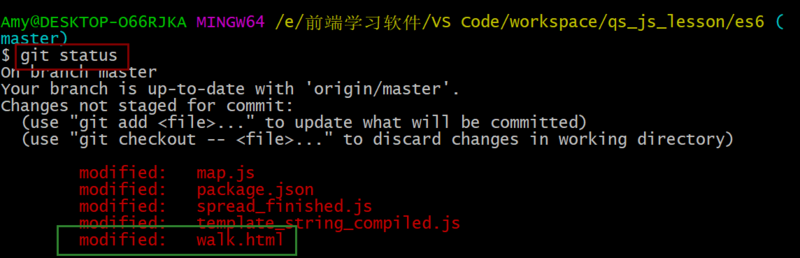 Amy@DESKTOP-O66RJKA MINGW64 /e/前端学习软件/VS Code/workspace/qs_js_lesson/es6 (
master)
$ git status
On branch master
Your branch is up-to-date with 'origin/master'.
Changes not staged for commit:
  (use "git add <file>..." to update what will be committed)
  (use "git checkout -- <file>..." to discard changes in working directory)
        modified:   map.js
        modified:   package.json
        modified:   spread_finished.js
        modified:   template_string_compiled.js
        modified:   walk.html